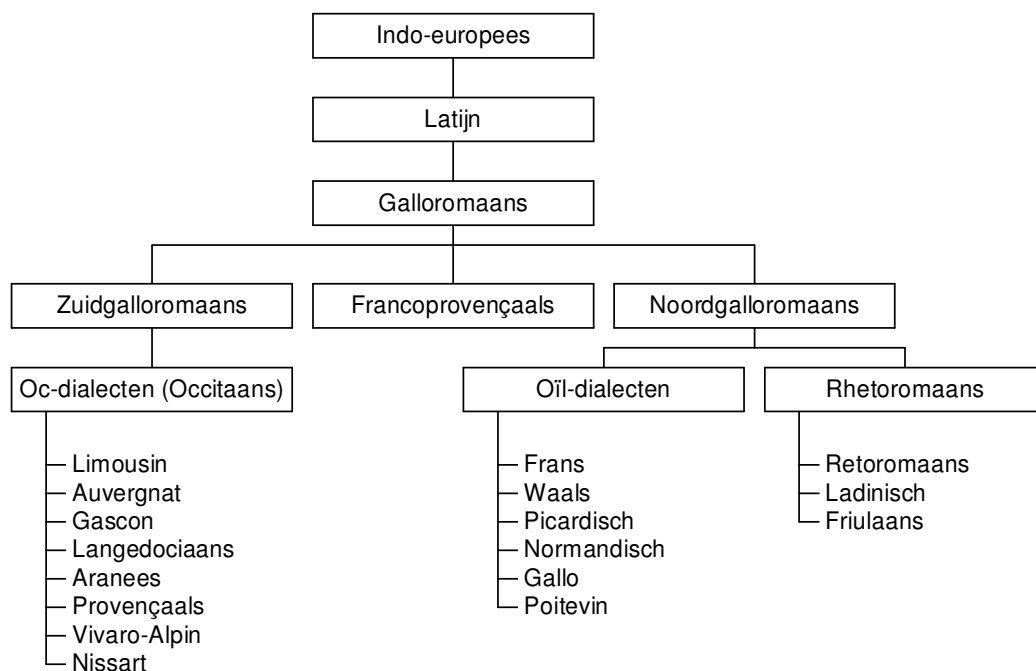 Indo-europees
Latijn
Galloromaans
Zuidgalloromaans
Francoprovençaals
Noordgalloromaans
Oc-dialecten (Occitaans)
Oïl-dialecten
Rhetoromaans
Limousin
Auvergnat
Gascon
Langedociaans
Aranees
Provençaals
Vivaro-Alpin
Nissart
Frans
Waals
Picardisch
Normandisch
Gallo
Poitevin
Retoromaans
Ladinisch
Friulaans